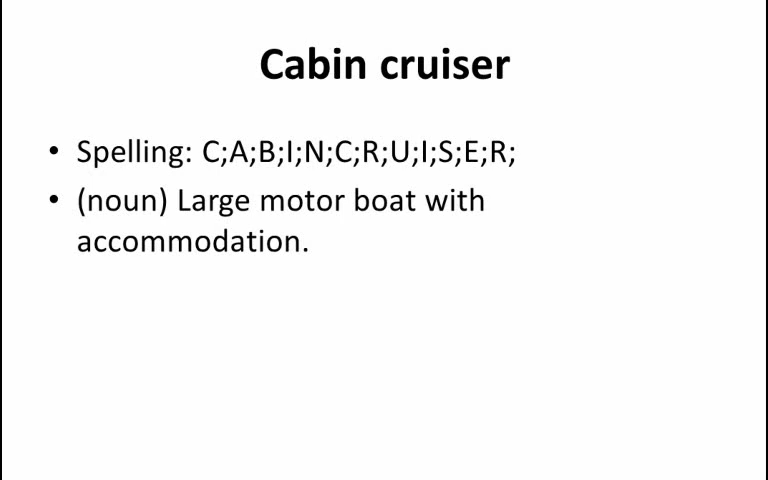 Cabin cruiser
• Spelling: C;A;B;I;N;C;R;U;I;S;E;R;
• (noun) Large motor boat with
accommodation.